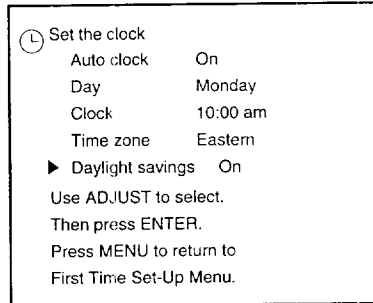 Set the clock
Auto clock On
Day Monday
Clock 10:00 am
Time zone Eastern
▶ Daylight savings On
Use ADJUST to select.
Then press ENTER.
Press MENU to return to
First Time Set-Up Menu.